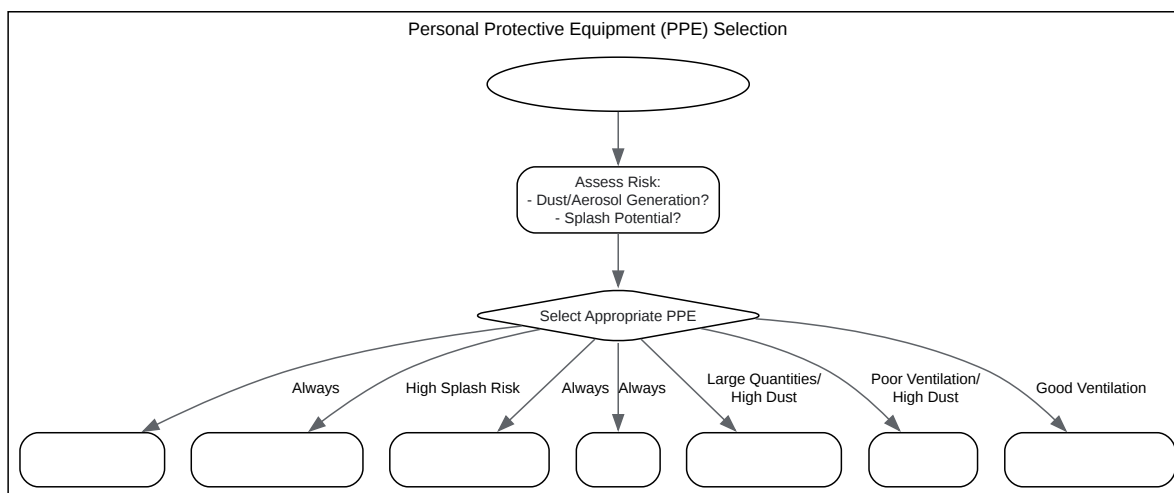 Personal Protective Equipment (PPE) Selection
Assess Risk:
- Dust/Aerosol Generation?
- Splash Potential?
Select Appropriate PPE
Always
High Splash Risk
Always
Always
Large Quantities/
High Dust
Poor Ventilation/
High Dust
Good Ventilation